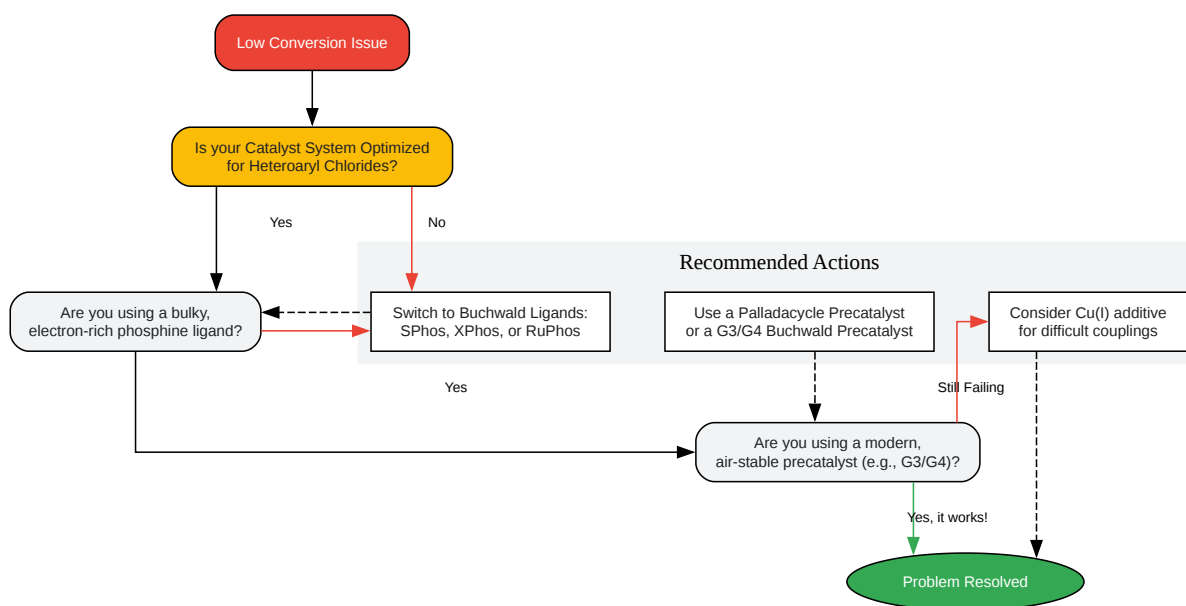 Low Conversion Issue
Is your Catalyst System Optimized
for Heteroaryl Chlorides?
Yes
No
Recommended Actions
Are you using a bulky,
electron-rich phosphine ligand?
Switch to Buchwald Ligands:
SPhos, XPhos, or RuPhos
Use a Palladacycle Precatalyst
or a G3/G4 Buchwald Precatalyst
Consider Cu(I) additive
for difficult couplings
Yes
Still Failing
Are you using a modern,
air-stable precatalyst (e.g., G3/G4)?
Yes, it works!
Problem Resolved